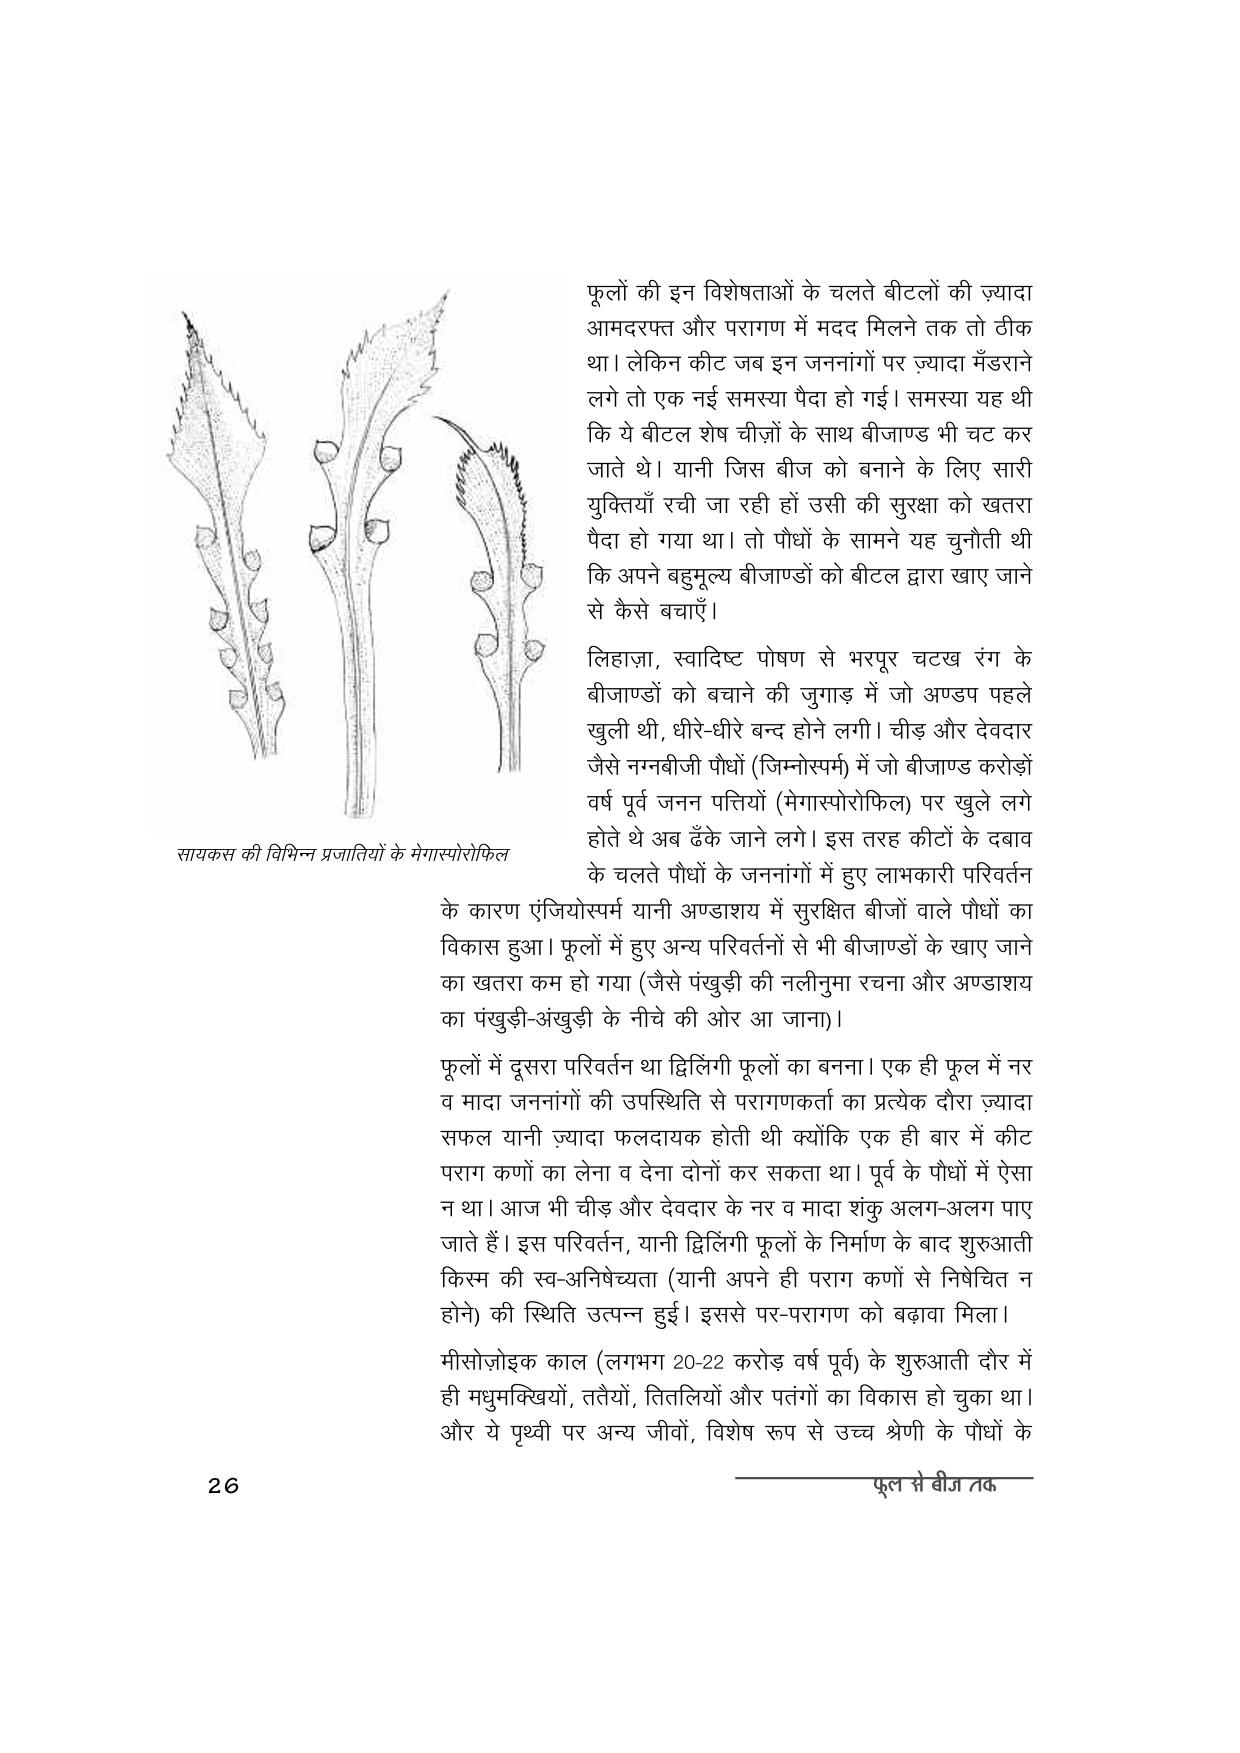 फूलों की इन विशेषताओं के चलते बीटलों की ज़्यादा
आमदरफ्त और परागण में मदद मिलने तक तो ठीक
था। लेकिन कीट जब इन जननांगों पर ज़्यादा मँडराने
लगे तो एक नई समस्या पैदा हो गई। समस्या यह थी
कि ये बीटल शेष चीज़ों के साथ बीजाण्ड भी चट कर
जाते थे। यानी जिस बीज को बनाने के लिए सारी
युक्तियाँ रची जा रही हों उसी की सुरक्षा को खतरा
पैदा हो गया था। तो पौधों के सामने यह चुनौती थी
कि अपने बहुमूल्य बीजाण्डों को बीटल द्वारा खाए जाने
से कैसे बचाएँ।
लिहाज़ा, स्वादिष्ट पोषण से भरपूर चटख रंग के
बीजाण्डों को बचाने की जुगाड़ में जो अण्डप पहले
खुली थी, धीरे-धीरे बन्द होने लगी। चीड़ और देवदार
जैसे नग्नबीजी पौधों (जिम्नोस्पर्म) में जो बीजाण्ड करोड़ों
वर्ष पूर्व जनन पत्तियों (मेगास्पोरोफिल) पर खुले लगे
होते थे अब ढँके जाने लगे। इस तरह कीटों के दबाव
के चलते पौधों के जननांगों में हुए लाभकारी परिवर्तन
के कारण एंजियोस्पर्म यानी अण्डाशय में सुरक्षित बीजों वाले पौधों का
विकास हुआ। फूलों में हुए अन्य परिवर्तनों से भी बीजाण्डों के खाए जाने
का खतरा कम हो गया (जैसे पंखुड़ी की नलीनुमा रचना और अण्डाशय
का पंखुड़ी-अंखुड़ी के नीचे की ओर आ जाना)।
सायकस की विभिन्न प्रजातियों के मेगास्पोरोफिल
फूलों में दूसरा परिवर्तन था द्विलिंगी फूलों का बनना। एक ही फूल में नर
व मादा जननांगों की उपस्थिति से परागणकर्ता का प्रत्येक दौरा ज़्यादा
सफल यानी ज़्यादा फलदायक होती थी क्योंकि एक ही बार में कीट
पराग कणों का लेना व देना दोनों कर सकता था। पूर्व के पौधों में ऐसा
न था। आज भी चीड़ और देवदार के नर व मादा शंकु अलग-अलग पाए
जाते हैं। इस परिवर्तन, यानी द्विलिंगी फूलों के निर्माण के बाद शुरुआती
किस्म की स्व-अनिषेच्यता (यानी अपने ही पराग कणों से निषेचित न
होने) की स्थिति उत्पन्न हुई। इससे पर-परागण को बढ़ावा मिला।
मीसोज़ोइक काल (लगभग 20-22 करोड़ वर्ष पूर्व) के शुरुआती दौर में
ही मधुमक्खियों, ततैयों, तितलियों और पतंगों का विकास हो चुका था।
और ये पृथ्वी पर अन्य जीवों, विशेष रूप से उच्च श्रेणी के पौधों के
26
फूल से बीज तक